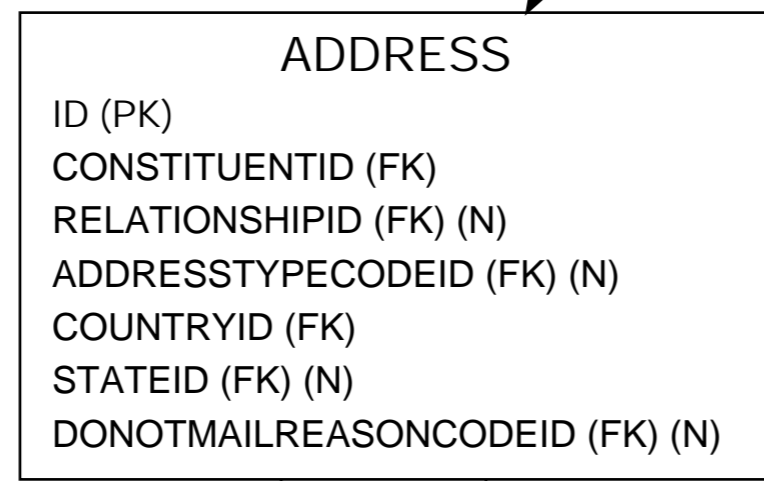 ADDRESS
ID (PK)
CONSTITUENTID (FK)
RELATIONSHIPID (FK) (N)
ADDRESSTYPECODEID (FK) (N)
COUNTRYID (FK)
STATEID (FK) (N)
DONOTMAILREASONCODEID (FK) (N)